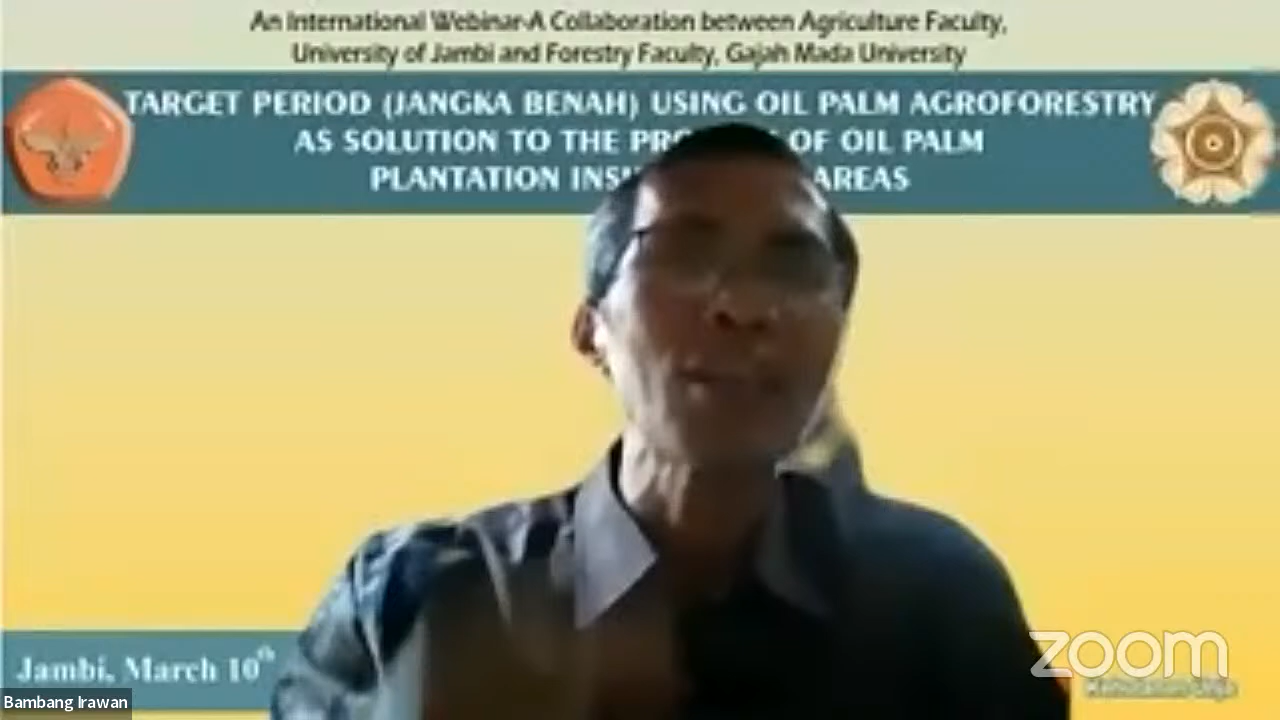 An International Webinar-A Collaboration between Agriculture Faculty,
University of Jambi and Forestry Faculty, Gajah Mada University
TARGET PERIOD (JANGKA BENAH) USING OIL PALM AGROFORESTRY
AS SOLUTION TO THE OF OIL PALM
PLANTATION AREAS
Jambi, March 10th
Bambang Irawan
zoom